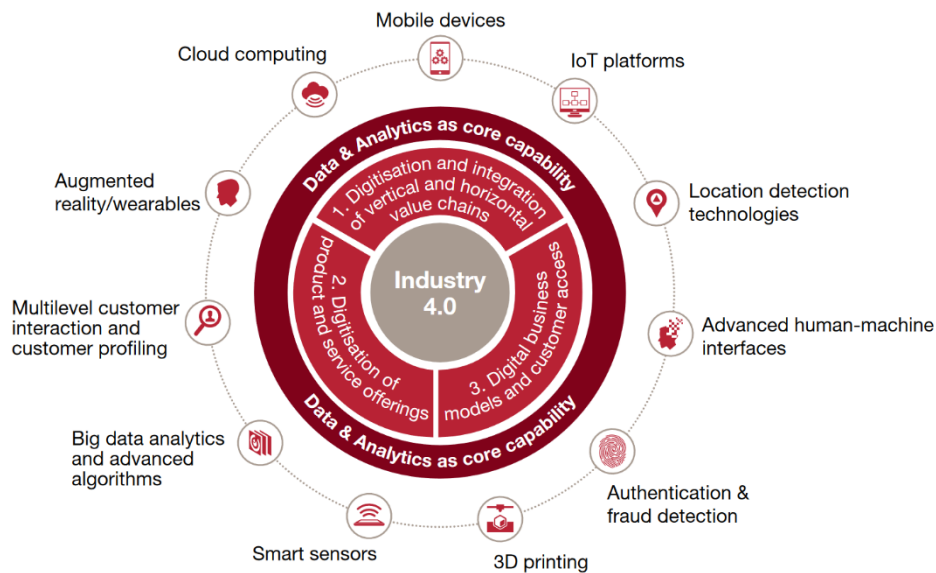 Mobile devices
Cloud computing
IoT platforms
Augmented
reality/wearables
Location detection
technologies
Multilevel customer
interaction and
customer profiling
Advanced human-machine
interfaces
Big data analytics
and advanced
algorithms
Authentication &
fraud detection
Smart sensors
3D printing
Data & Analytics as core capability
1. Digitisation and integration
of vertical and horizontal
value chains
2. Digitisation of
product and service offerings
3. Digital business
models and customer access
Industry
4.0
Data & Analytics as core capability